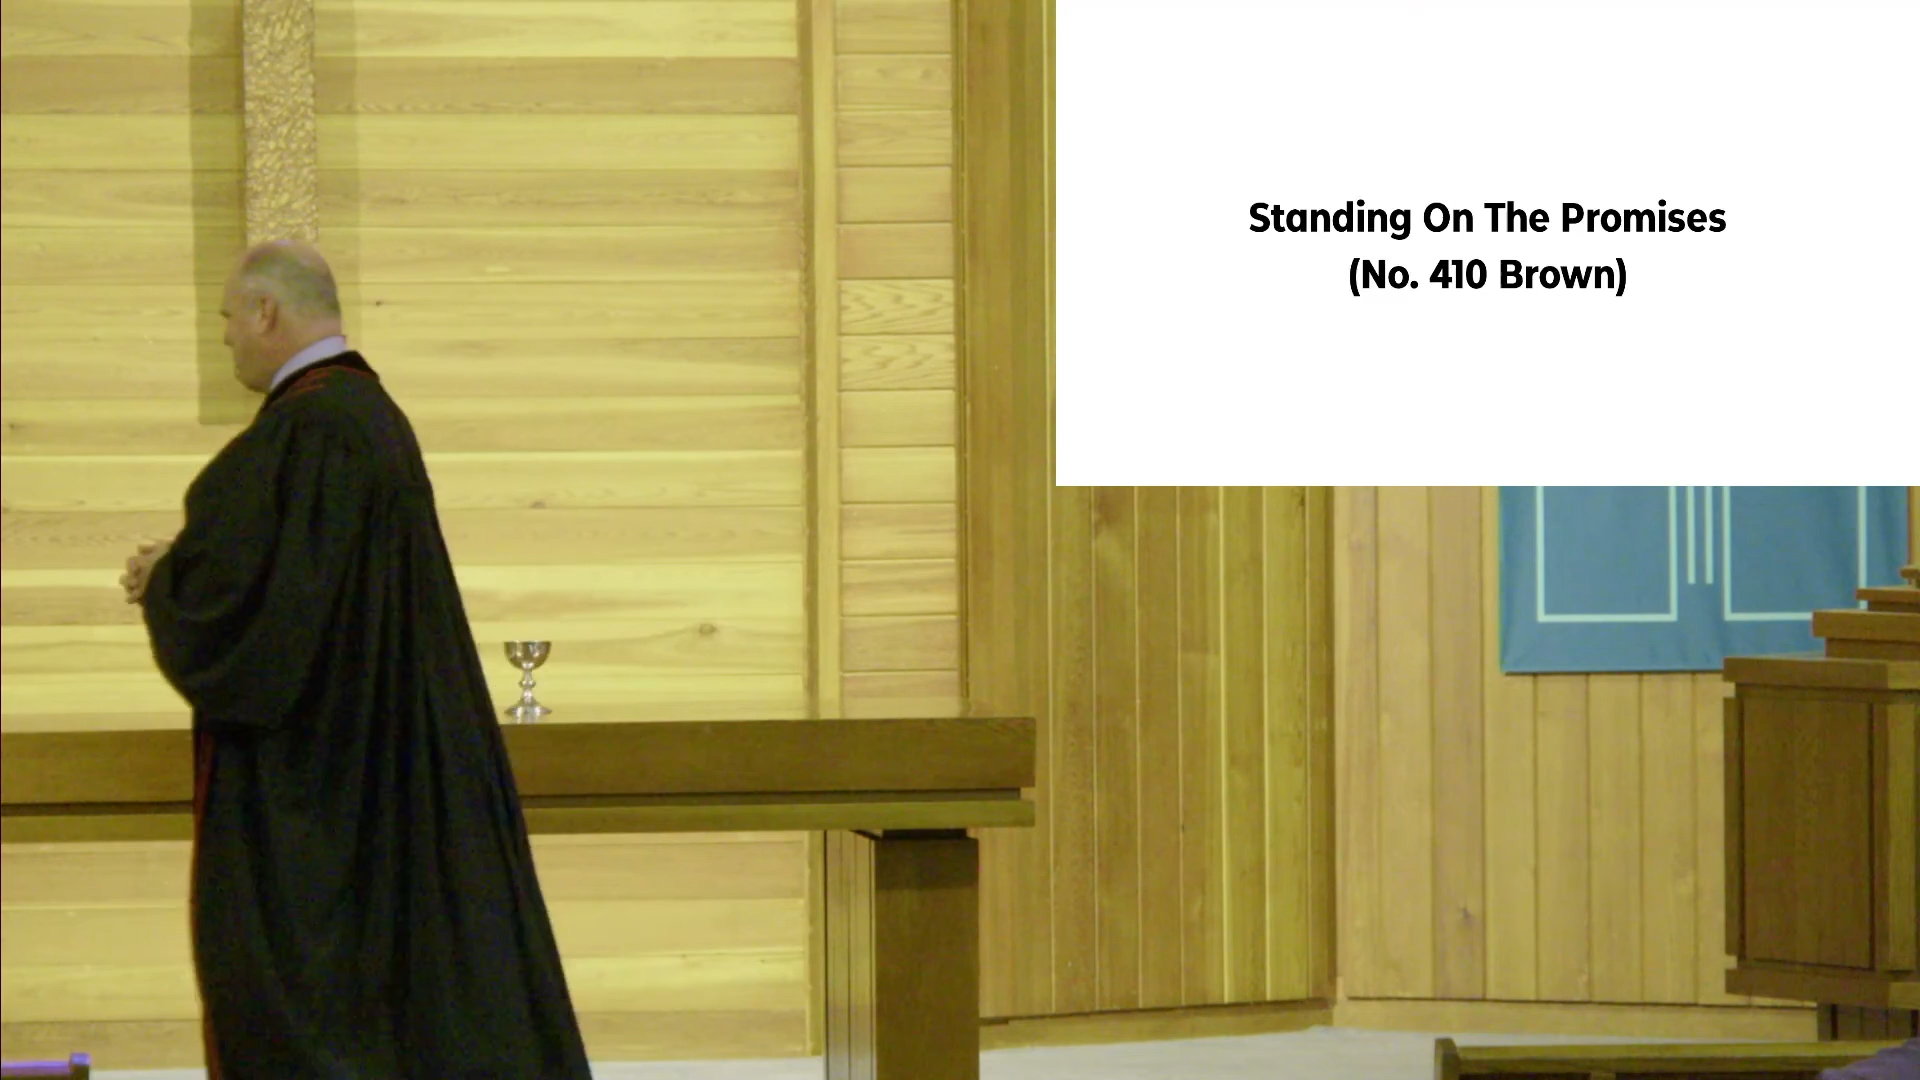 Standing On The Promises
(No. 410 Brown)